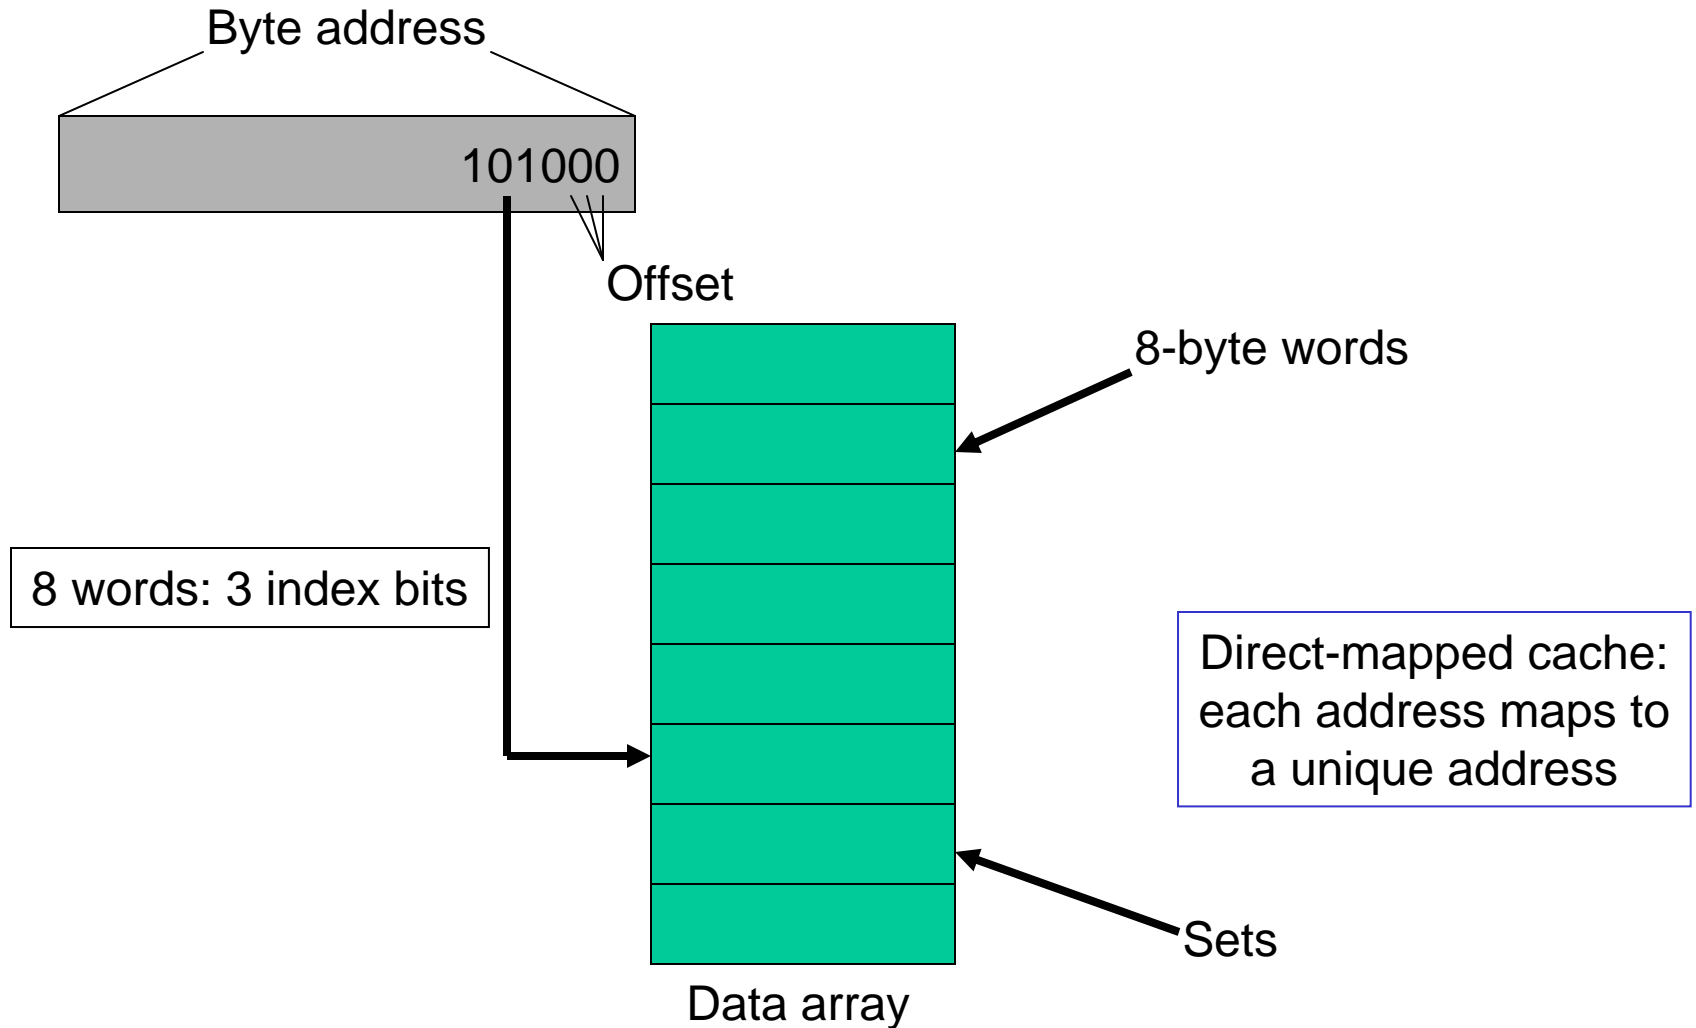 Byte address
101000
Offset
8-byte words
8 words: 3 index bits
Direct-mapped cache:
each address maps to
a unique address
Sets
Data array